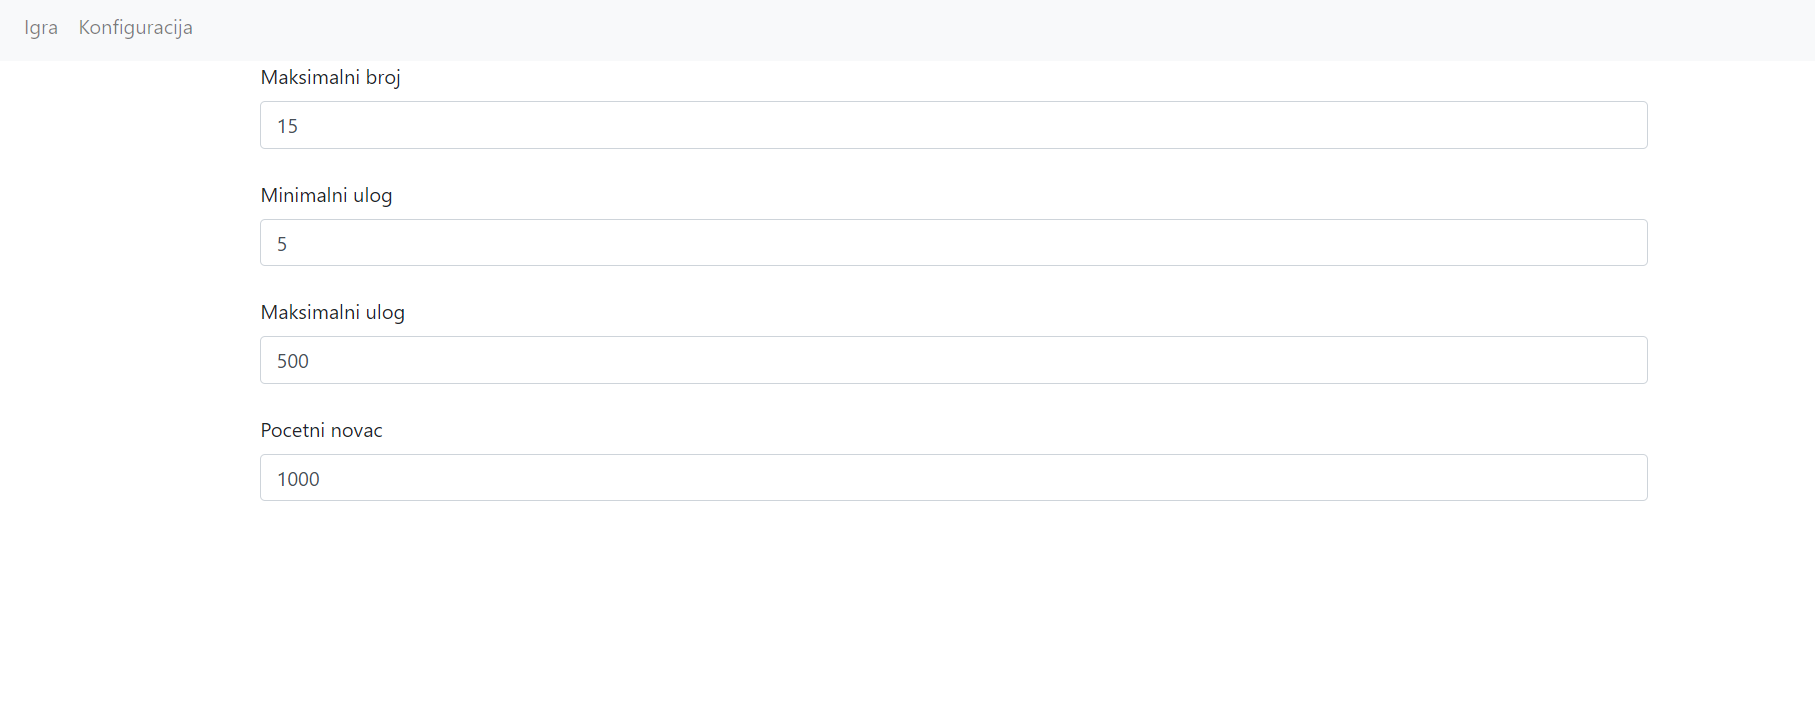 Igra Konfiguracija
Maksimalni broj
15
Minimalni ulog
5
Maksimalni ulog
500
Pocetni novac
1000